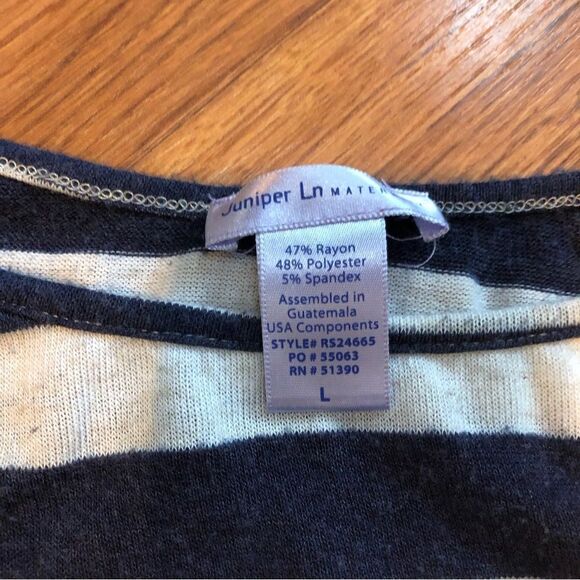 Juniper Ln MATER
47% Rayon
48% Polyester
5% Spandex
Assembled in
Guatemala
USA Components
STYLE# RS24665
PO # 55063
RN # 51390
L